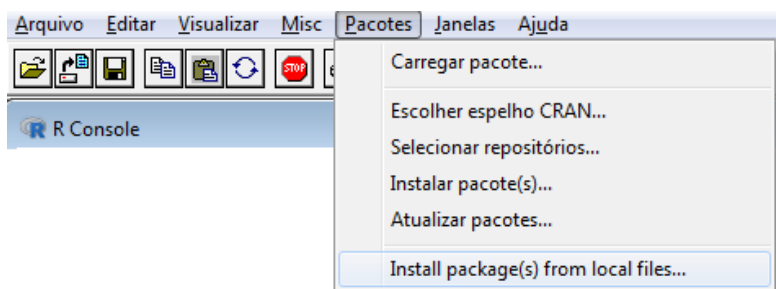 Arquivo Editar Visualizar Misc Pacotes Janelas Ajuda
STOP
R Console
Carregar pacote...
Escolher espelho CRAN...
Selecionar repositórios...
Instalar pacote(s)...
Atualizar pacotes...
Install package(s) from local files...